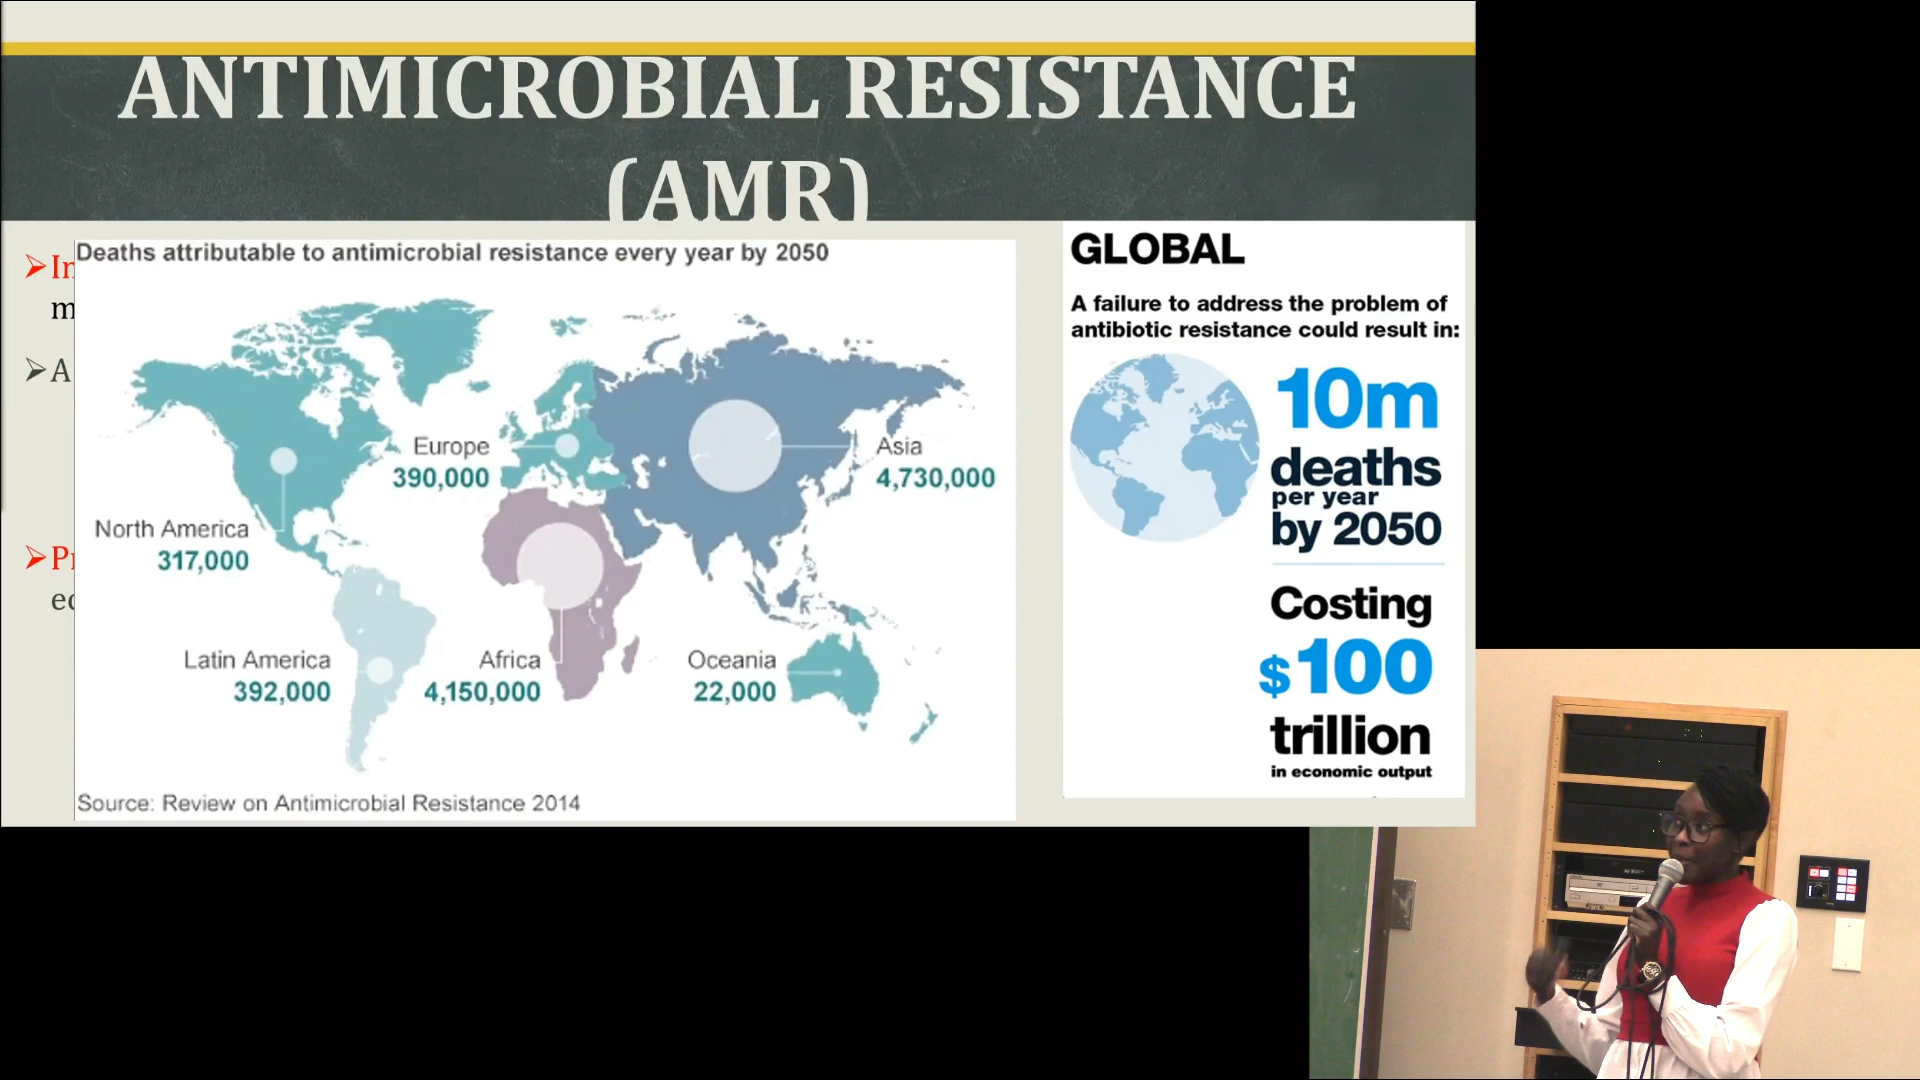 ANTIMICROBIAL RESISTANCE
(AMR)
Deaths attributable to antimicrobial resistance every year by 2050
Europe
390,000
Asia
4,730,000
North America
317,000
Latin America
392,000
Africa
4,150,000
Oceania
22,000
Source: Review on Antimicrobial Resistance 2014
GLOBAL
A failure to address the problem of
antibiotic resistance could result in:
10m
deaths
per year
by 2050
Costing
$100
trillion
in economic output